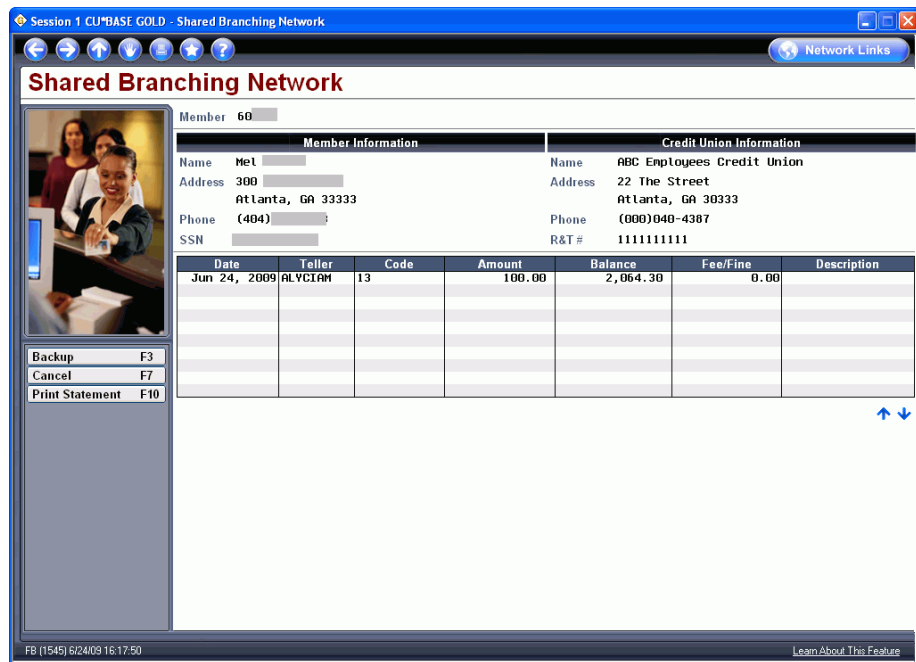 Session 1 CU*BASE GOLD - Shared Branching Network
Network Links
Shared Branching Network
Member 60
Member Information Credit Union Information
Name Mel Name ABC Employees Credit Union
Address 300 Address 22 The Street
Atlanta, GA 33333 Atlanta, GA 30333
Phone (404) Phone (000)040-4387
SSN R&T # 1111111111
Date Teller Code Amount Balance Fee/Fine Description
Jun 24, 2009 ALYCIAM 13 100.00 2,064.30 0.00
Backup F3
Cancel F7
Print Statement F10
FB (1545) 6/24/09 16:17:50 Learn About This Feature